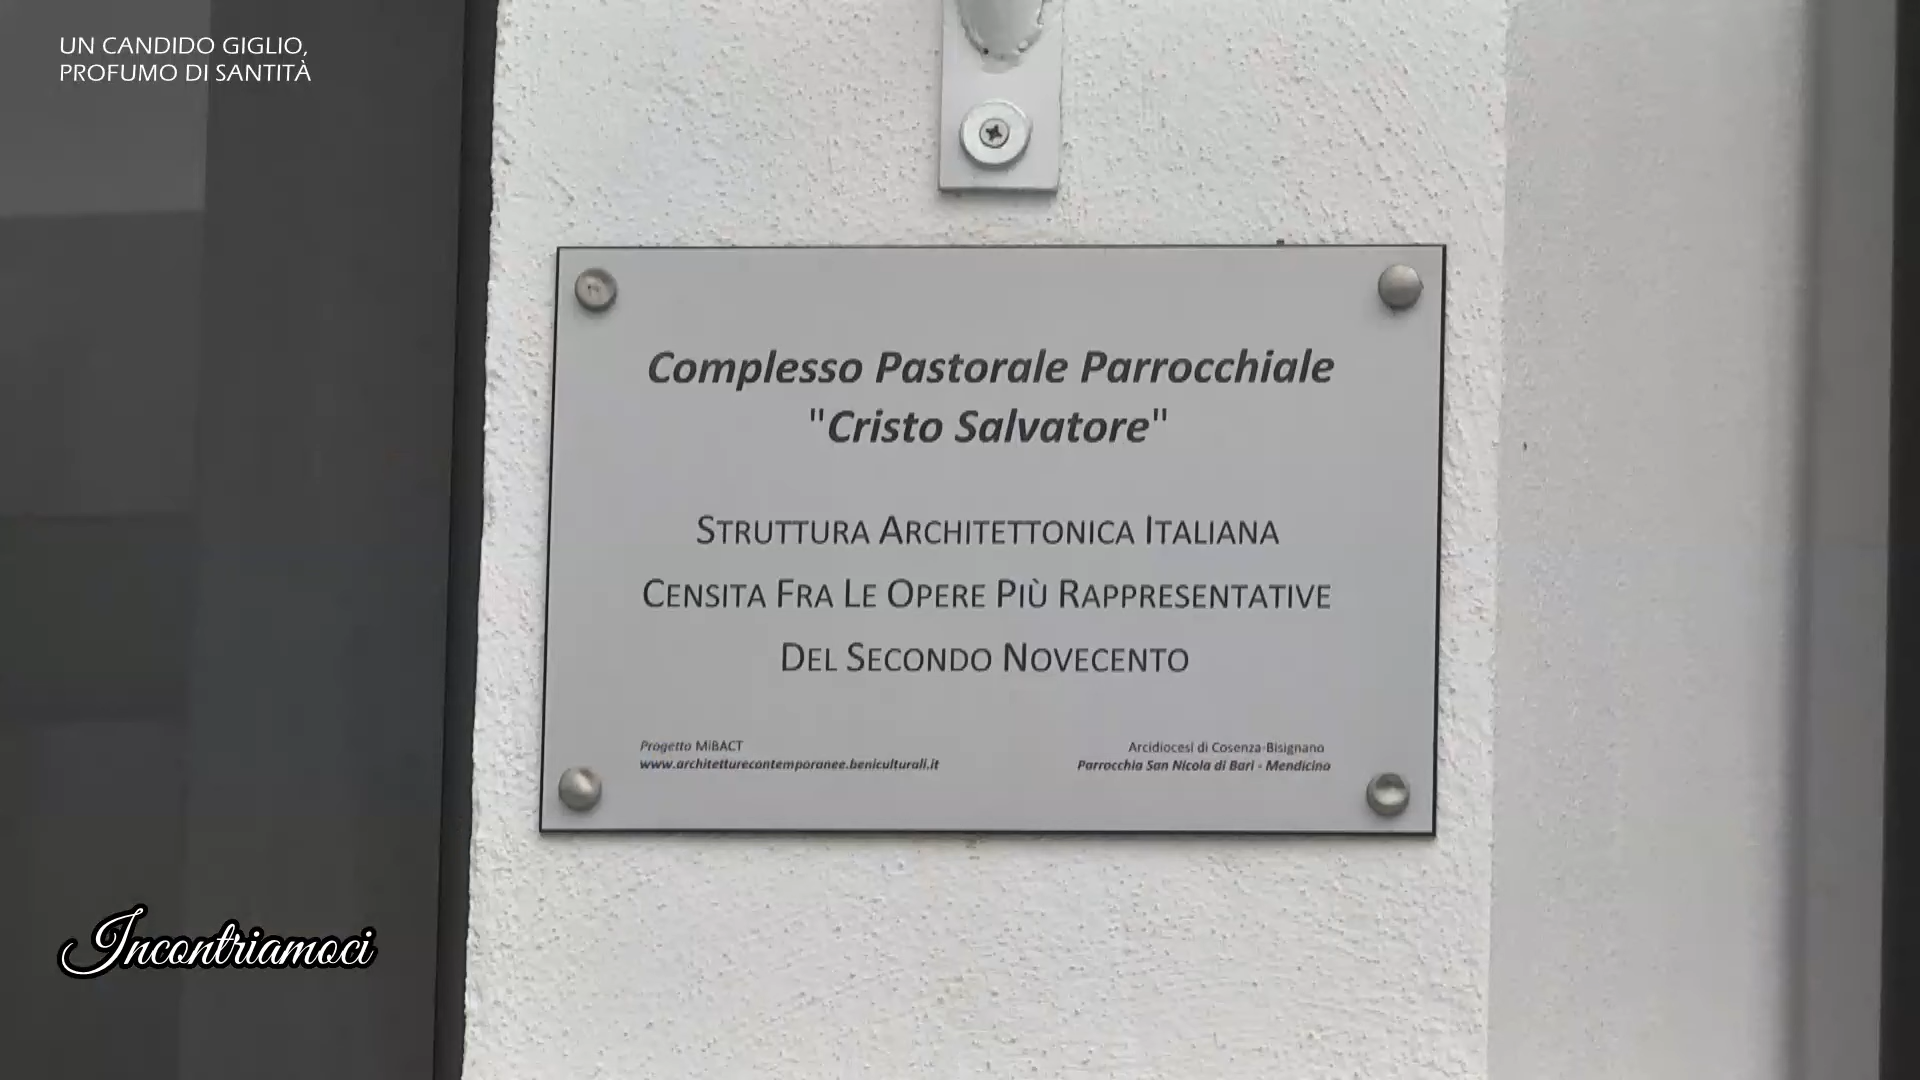 UN CANDIDO GIGLIO,
PROFUMO DI SANTITÀ
Complesso Pastorale Parrocchiale
"Cristo Salvatore"
STRUTTURA ARCHITETTONICA ITALIANA
CENSITA FRA LE OPERE PIÙ RAPPRESENTATIVE
DEL SECONDO NOVECENTO
Progetto MiBACT
www.architetturecontemporanee.beniculturali.it
Arcidiocesi di Cosenza-Bisignano
Parrocchia San Nicola di Bari - Mendicino
Incontriamoci